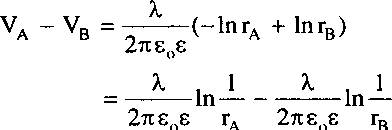 V_A − V_B = λ/(2πε_oε) (−ln r_A + ln r_B)
= λ/(2πε_oε) ln 1/r_A − λ/(2πε_oε) ln 1/r_B